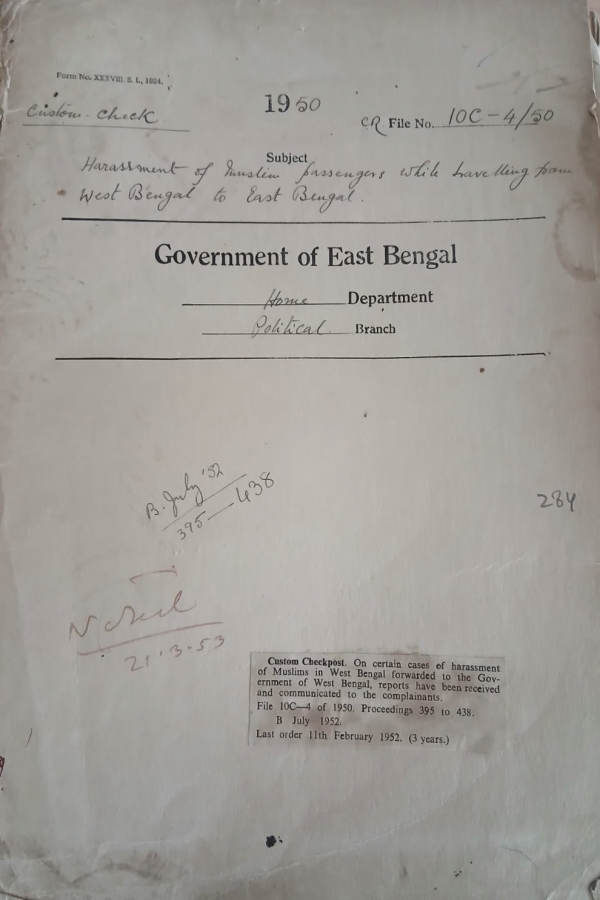 Form No. XXXVIII. S. L., 1924.
1950
Custom-check
CR File No. 10C-4/50
Subject
Harassment of Muslim passengers while travelling from
West Bengal to East Bengal.
Government of East Bengal
Home Department
Political Branch
B. July '52
395-438
284
21.3.53
Custom Checkpost. On certain cases of harassment
of Muslims in West Bengal forwarded to the Gov-
ernment of West Bengal, reports have been received
and communicated to the complainants.
File 10C—4 of 1950. Proceedings 395 to 438.
B July 1952.
Last order 11th February 1952. (3 years.)